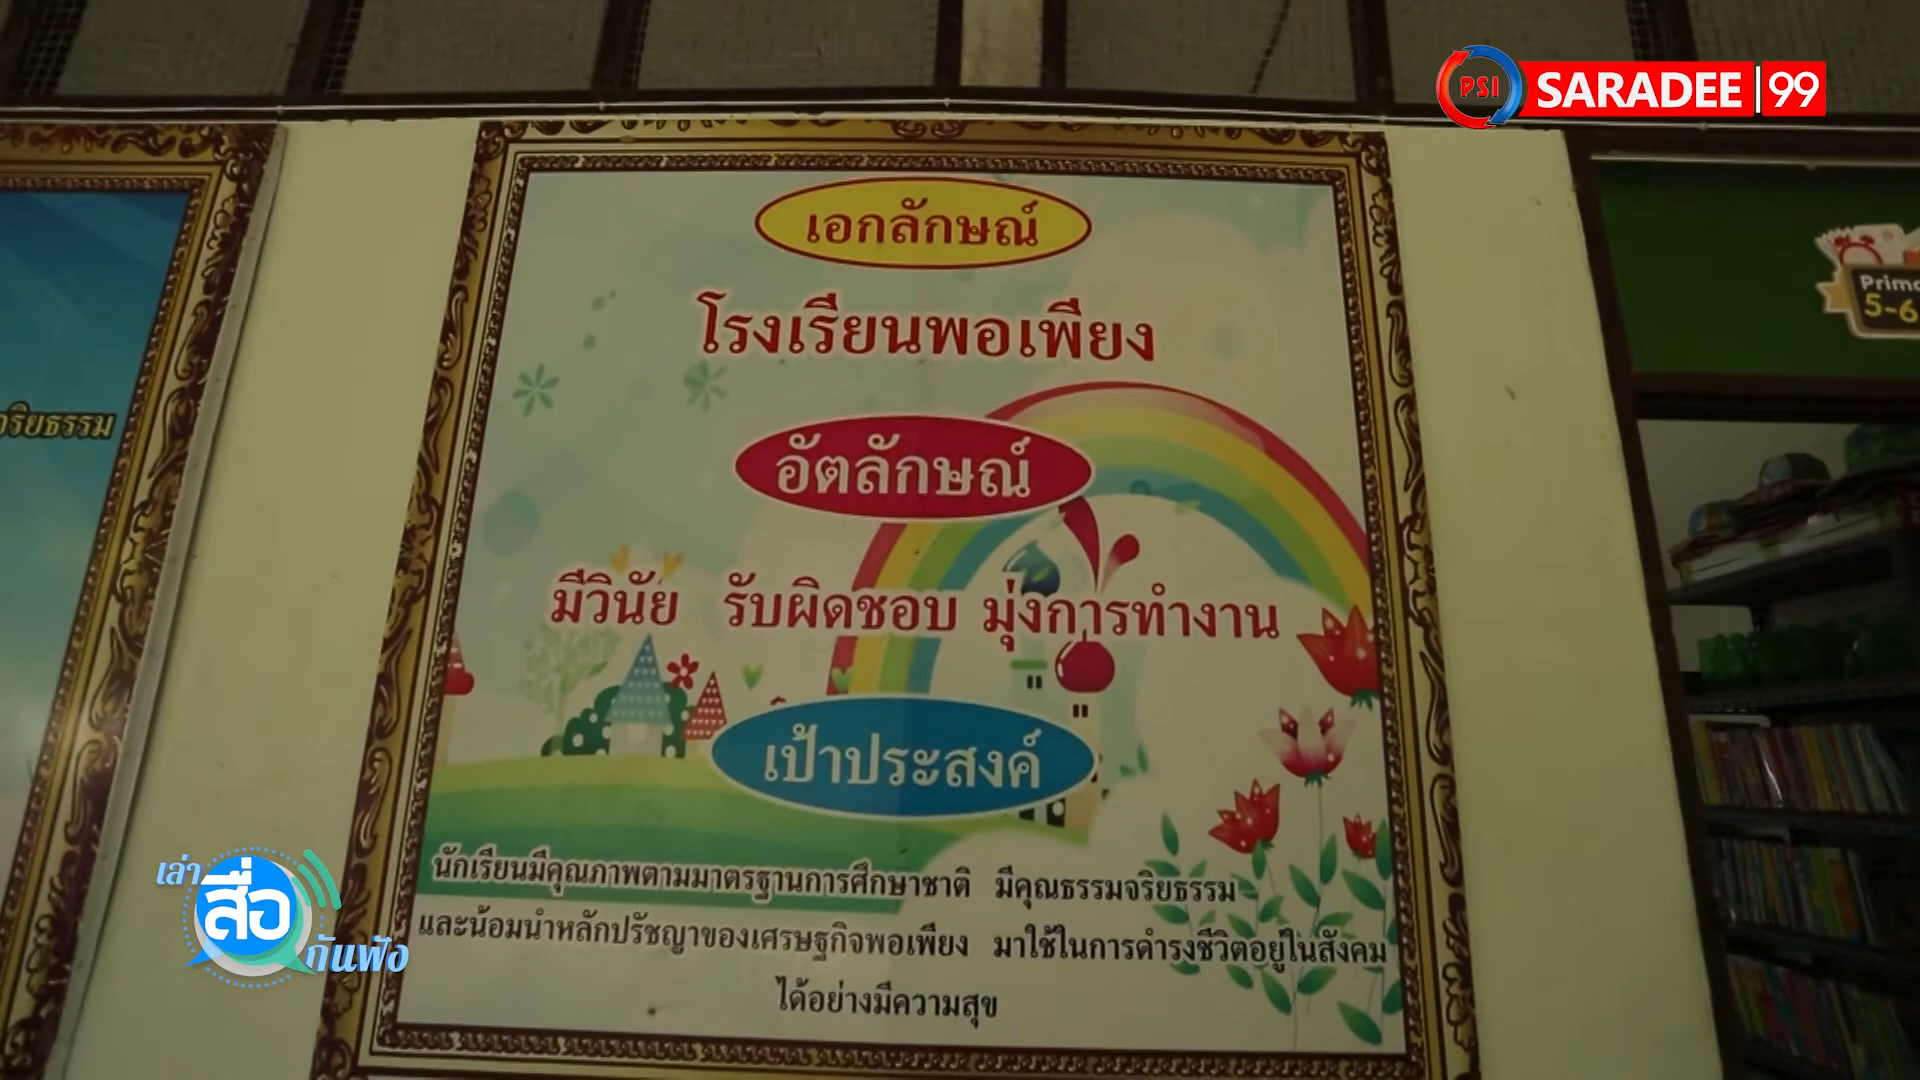 PSI SARADEE 99
เอกลักษณ์
โรงเรียนพอเพียง
อัตลักษณ์
มีวินัย รับผิดชอบ มุ่งการทำงาน
เป้าประสงค์
นักเรียนมีคุณภาพตามมาตรฐานการศึกษาชาติ มีคุณธรรมจริยธรรม
และน้อมนำหลักปรัชญาของเศรษฐกิจพอเพียง มาใช้ในการดำรงชีวิตอยู่ในสังคม
ได้อย่างมีความสุข
จริยธรรม
5-6
เล่า
สื่อ
กันฟัง